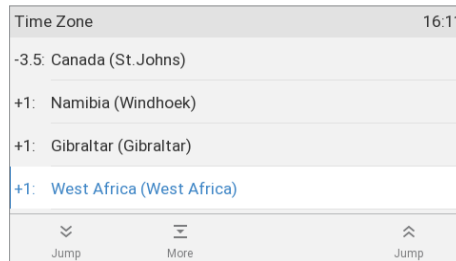 Time Zone 16:11
-3.5: Canada (St.Johns)
+1: Namibia (Windhoek)
+1: Gibraltar (Gibraltar)
+1: West Africa (West Africa)
Jump More Jump